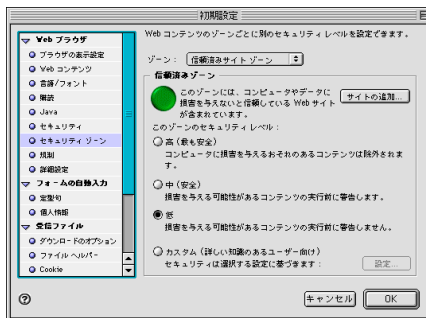 初期設定
Web コンテンツのゾーンごとに別のセキュリティ レベルを設定できます。
Web ブラウザ
ブラウザの表示設定
Web コンテンツ
言語/フォント
購読
Java
セキュリティ
セキュリティ ゾーン
規制
詳細設定
フォームの自動入力
定型句
個人情報
受信ファイル
ダウンロードのオプション
ファイル ヘルパー
Cookie
ゾーン：
信頼済みサイト ゾーン
信頼済みゾーン
このゾーンには、コンピュータやデータに
損害を与えないと信頼している Web サイト
が含まれています。
サイトの追加...
このゾーンのセキュリティ レベル：
高 (最も安全)
コンピュータに損害を与えるおそれのあるコンテンツは除外されま
す。
中 (安全)
損害を与える可能性があるコンテンツの実行前に警告します。
低
損害を与える可能性があるコンテンツの実行前に警告しません。
カスタム (詳しい知識のあるユーザー向け)
セキュリティは選択する設定に基づきます：
設定...
キャンセル
OK